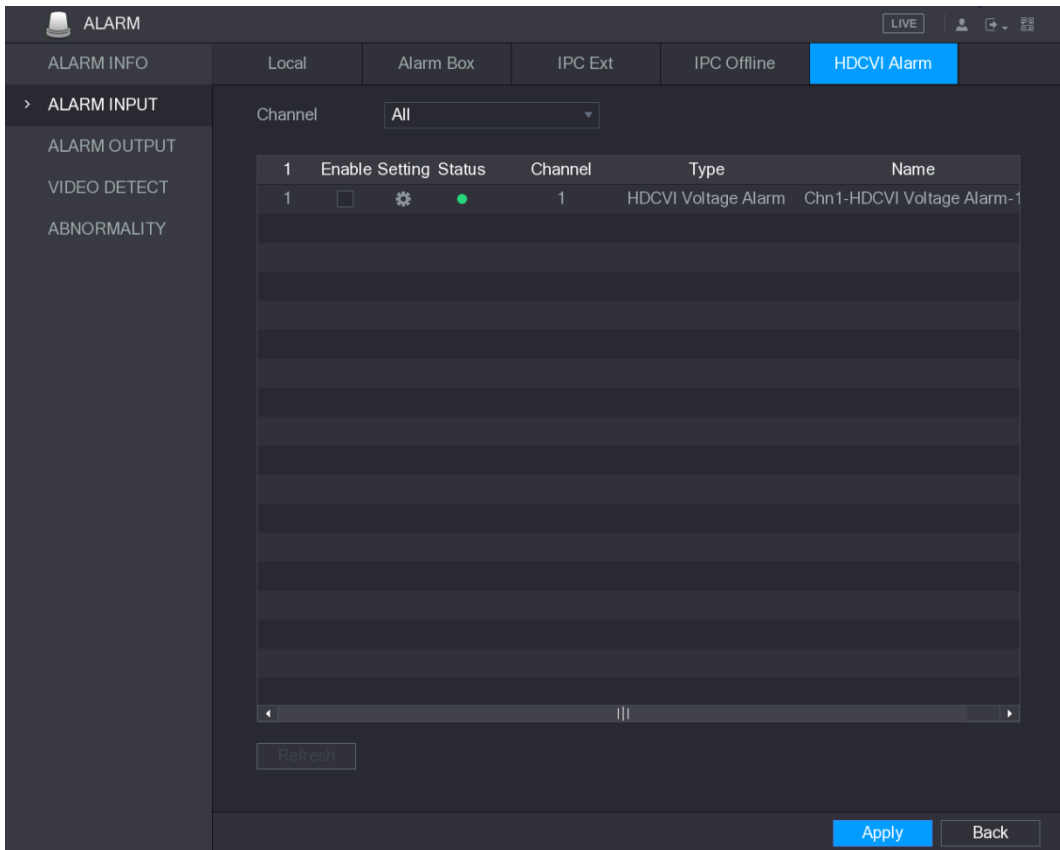 ALARM
LIVE
ALARM INFO
ALARM INPUT
ALARM OUTPUT
VIDEO DETECT
ABNORMALITY
Local Alarm Box IPC Ext IPC Offline HDCVI Alarm
Channel All
1 Enable Setting Status Channel Type Name
1 1 HDCVI Voltage Alarm Chn1-HDCVI Voltage Alarm-1
Refresh
Apply Back